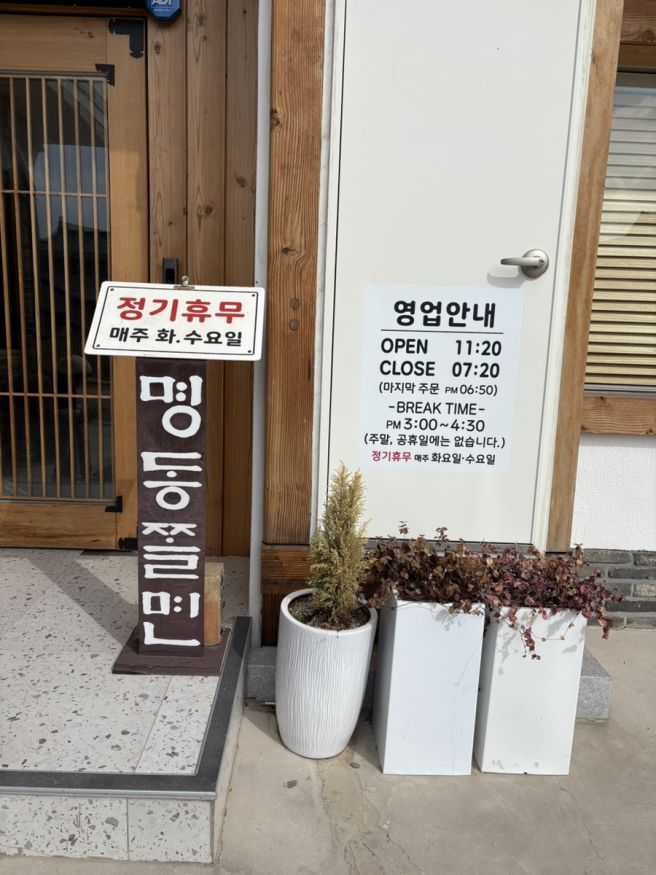 ADT
정기휴무
매주 화.수요일
명동쫄면
영업안내
OPEN 11:20
CLOSE 07:20
(마지막 주문 PM 06:50)
-BREAK TIME-
PM 3:00~4:30
(주말, 공휴일에는 없습니다.)
정기휴무 매주 화요일·수요일